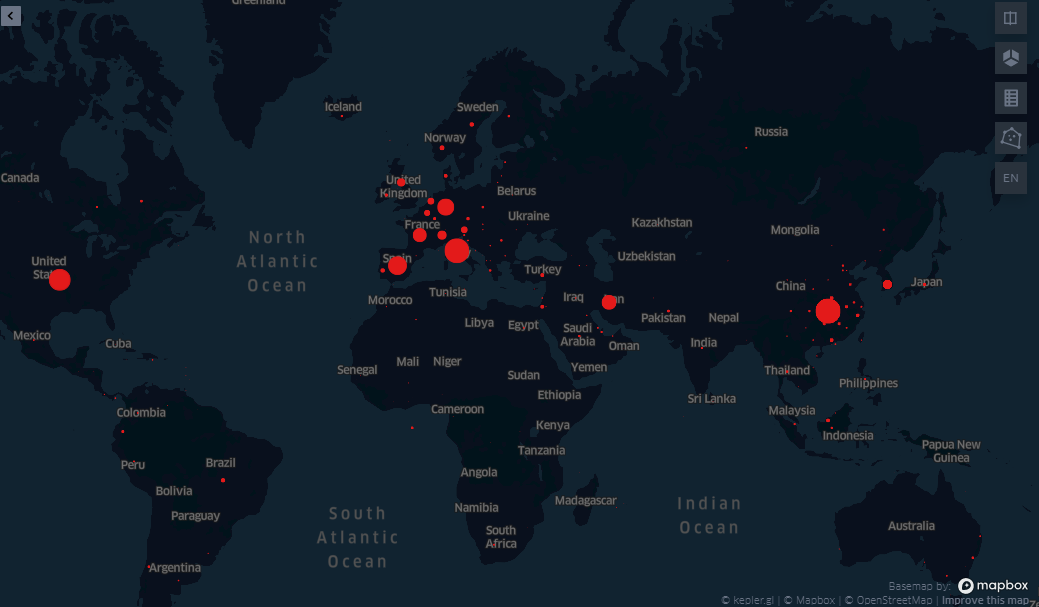 Greenland
Iceland
Sweden
Norway
Russia
Canada
United
Kingdom
Belarus
Ukraine
France
North
Atlantic
Ocean
Kazakhstan
Mongolia
United
Uzbekistan
Spain
Turkey
China
Japan
Morocco
Tunisia
Iraq
Iran
Pakistan
Nepal
Mexico
Cuba
Libya
Egypt
Saudi
Arabia
Oman
India
Senegal
Mali
Niger
Sudan
Yemen
Thailand
Philippines
Ethiopia
Sri Lanka
Colombia
Cameroon
Kenya
Malaysia
Indonesia
Papua New
Guinea
Tanzania
Peru
Brazil
Angola
Bolivia
Madagascar
Namibia
Indian
Ocean
Paraguay
South
Atlantic
Ocean
South
Africa
Australia
Argentina
EN
Basemap by: mapbox
© kepler.gl | © Mapbox | © OpenStreetMap | Improve this map